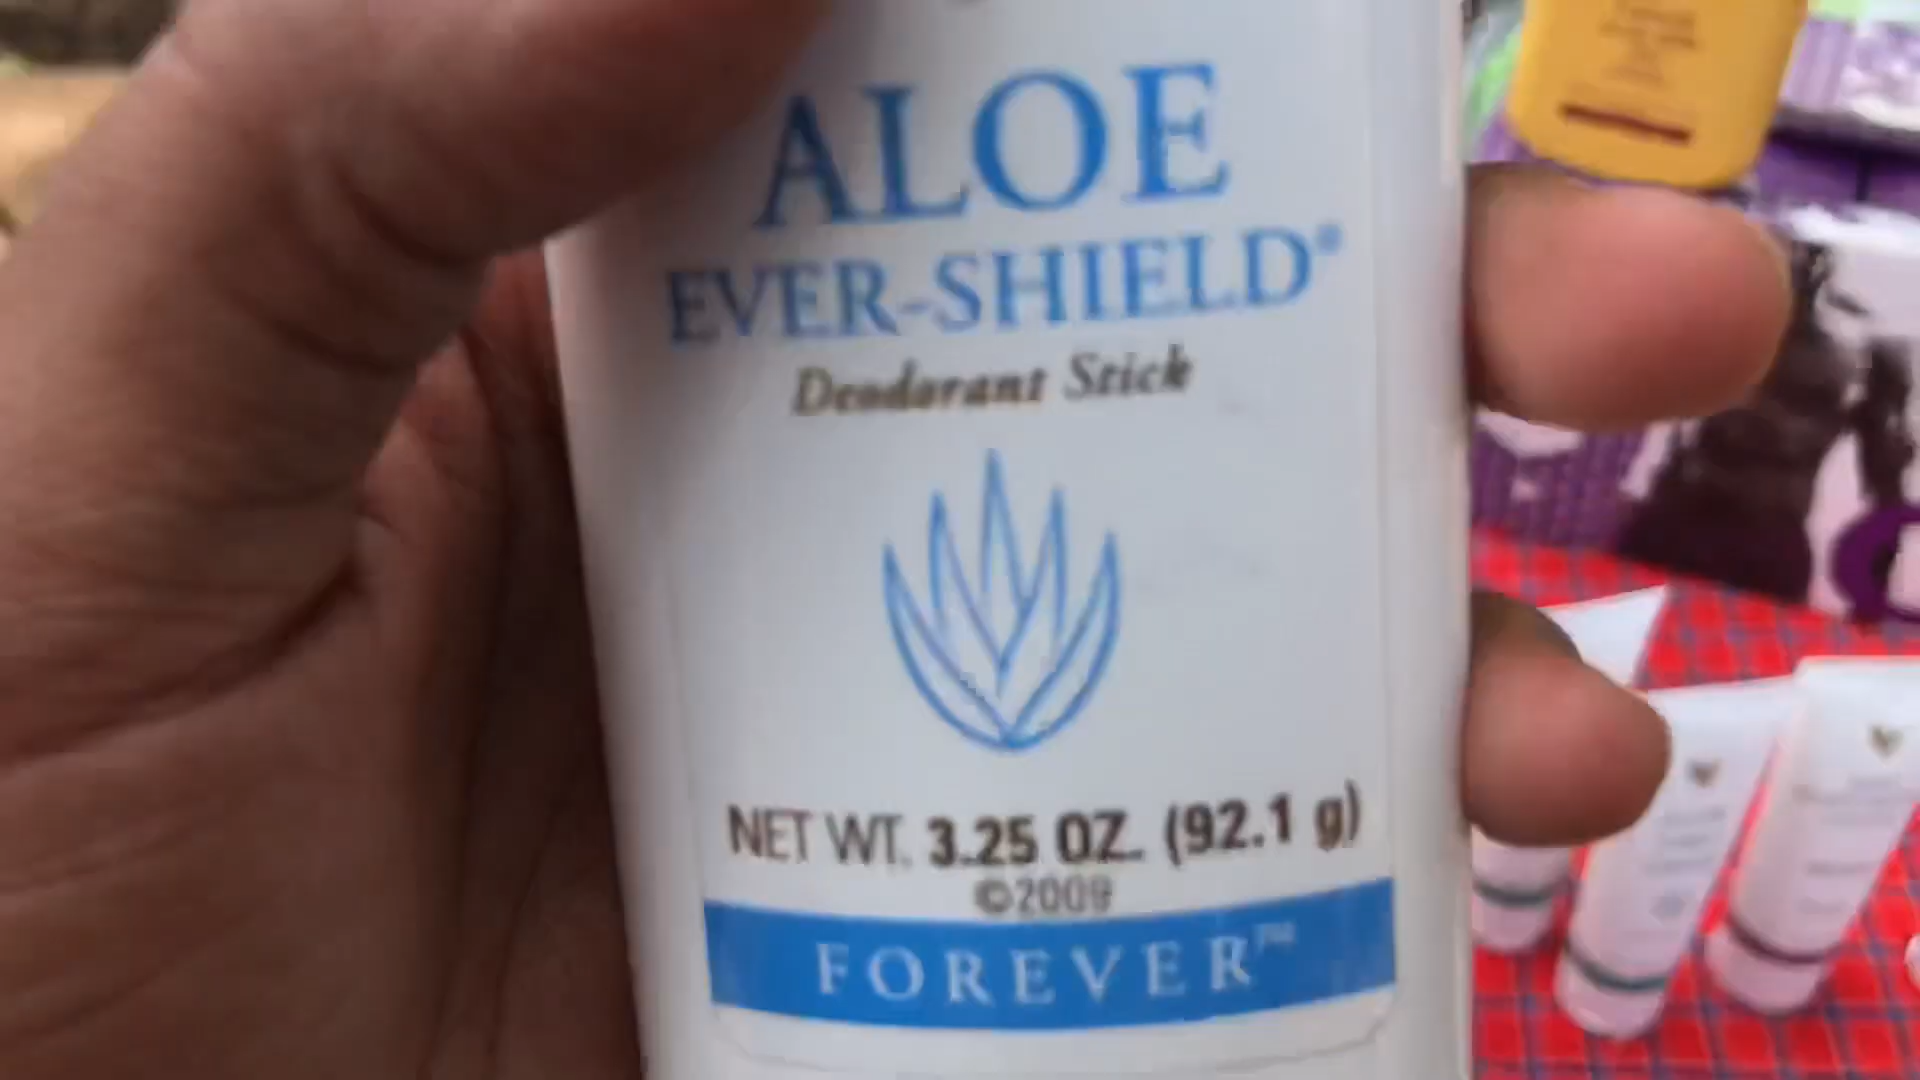 ALOE
EVER-SHIELD®
Deodorant Stick
NET WT. 3.25 OZ. (92.1 g)
©2009
FOREVER™